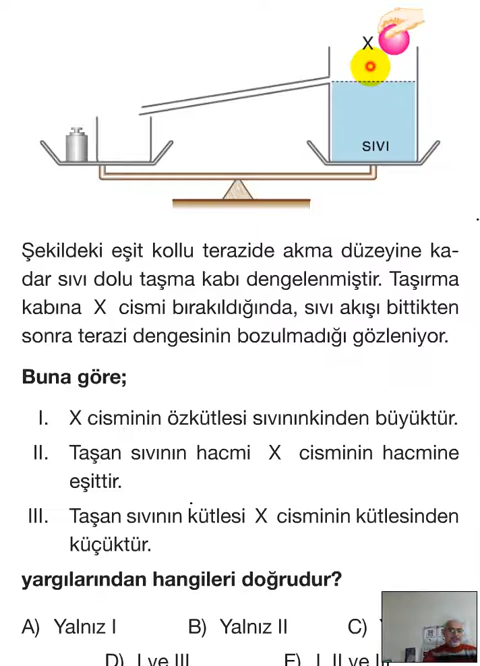 X
SIVI
Şekildeki eşit kollu terazide akma düzeyine ka-
dar sıvı dolu taşma kabı dengelenmiştir. Taşırma
kabına X cismi bırakıldığında, sıvı akışı bittikten
sonra terazi dengesinin bozulmadığı gözleniyor.
Buna göre;
I. X cisminin özkütlesi sıvınınkinden büyüktür.
II. Taşan sıvının hacmi X cisminin hacmine
eşittir.
III. Taşan sıvının kütlesi X cisminin kütlesinden
küçüktür.
yargılarından hangileri doğrudur?
A) Yalnız I B) Yalnız II C)
D) I ve III E) I, II ve